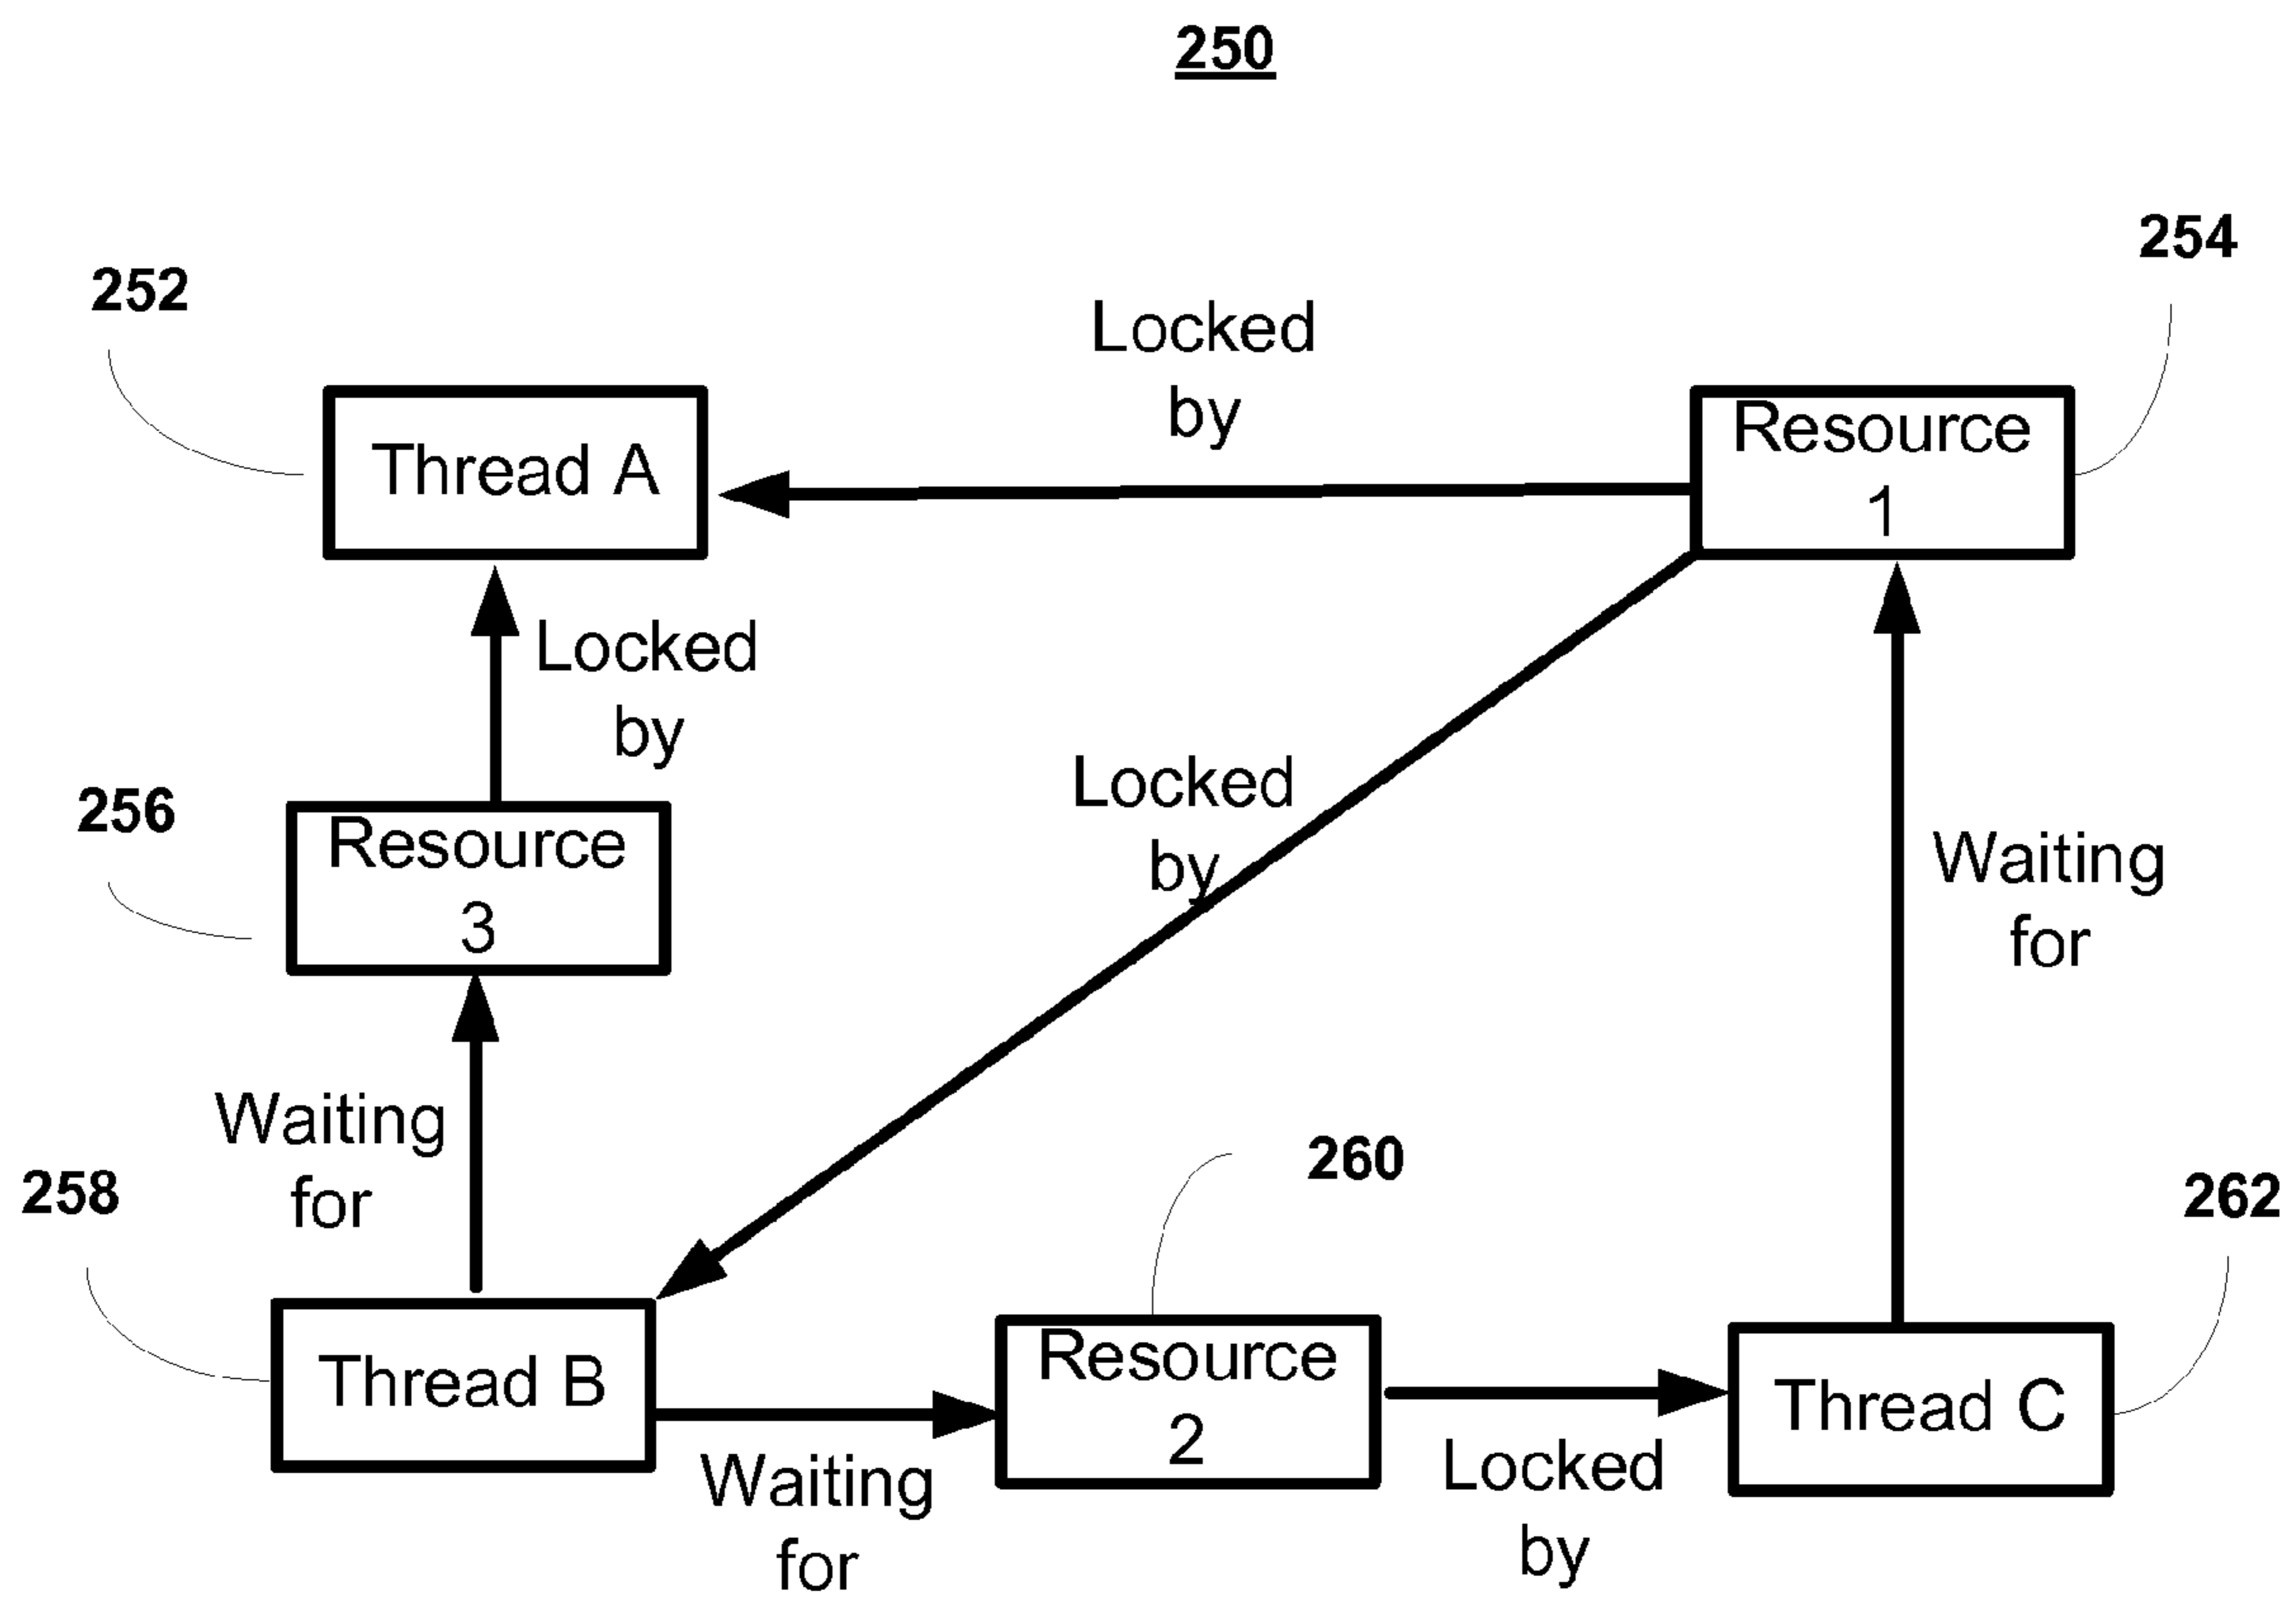 250
254
252
Locked
by
Thread A
Resource
1
Locked
by
Locked
by
256
Resource
3
Waiting
for
Waiting
for
258
260
262
Thread B
Resource
2
Thread C
Waiting
for
Locked
by